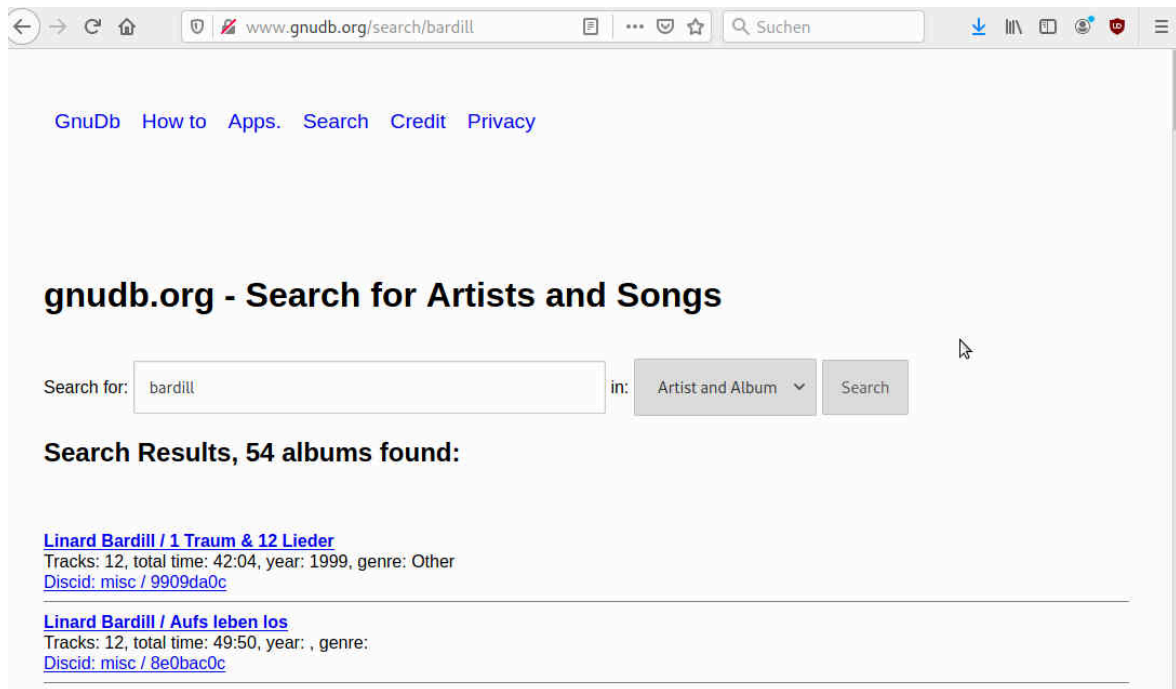 www.gnudb.org/search/bardill
Suchen
GnuDb How to Apps. Search Credit Privacy
gnudb.org - Search for Artists and Songs
Search for: bardill in: Artist and Album Search
Search Results, 54 albums found:
Linard Bardill / 1 Traum & 12 Lieder
Tracks: 12, total time: 42:04, year: 1999, genre: Other
Discid: misc / 9909da0c
Linard Bardill / Aufs leben los
Tracks: 12, total time: 49:50, year: , genre:
Discid: misc / 8e0bac0c